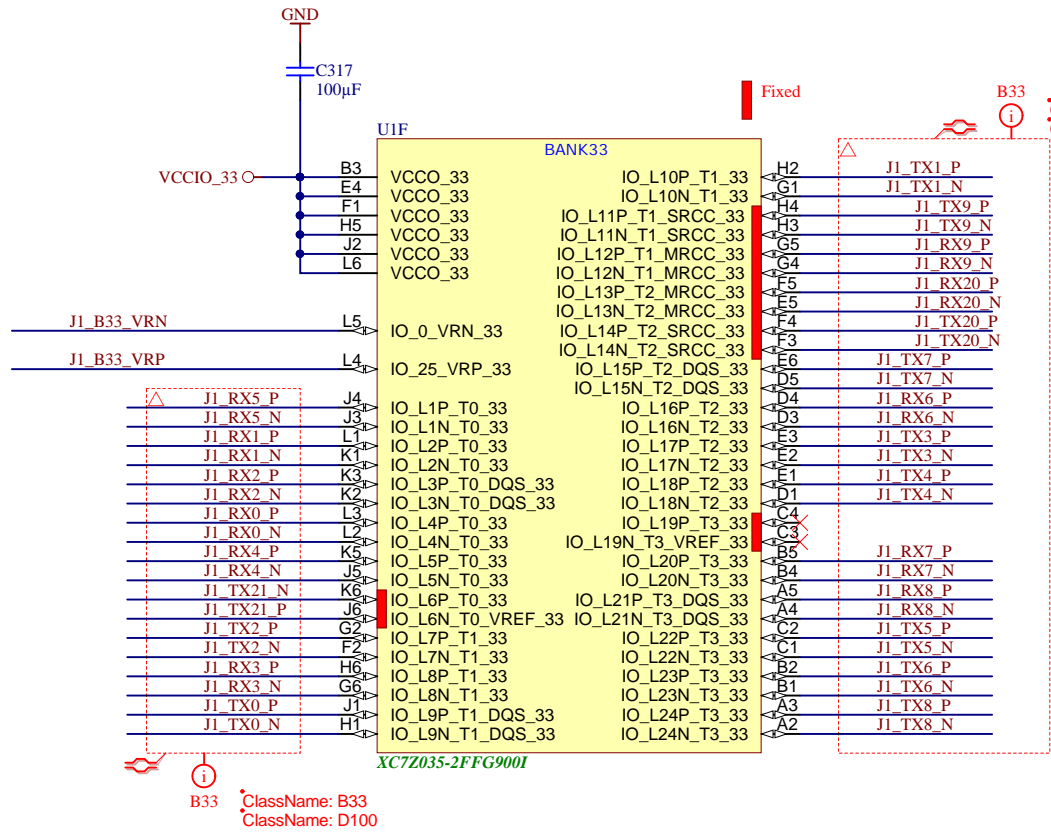 GND
C317
100µF
Fixed
B33
i
U1F
BANK33
VCCIO_33
B3 VCCO_33 IO_L10P_T1_33 H2 J1_TX1_P
E4 VCCO_33 IO_L10N_T1_33 G1 J1_TX1_N
F1 VCCO_33 IO_L11P_T1_SRCC_33 H4 J1_TX9_P
H5 VCCO_33 IO_L11N_T1_SRCC_33 H3 J1_TX9_N
J2 VCCO_33 IO_L12P_T1_MRCC_33 G5 J1_RX9_P
L6 VCCO_33 IO_L12N_T1_MRCC_33 G4 J1_RX9_N
IO_L13P_T2_MRCC_33 F5 J1_RX20_P
IO_L13N_T2_MRCC_33 E5 J1_RX20_N
J1_B33_VRN L5 IO_0_VRN_33 IO_L14P_T2_SRCC_33 F4 J1_TX20_P
IO_L14N_T2_SRCC_33 F3 J1_TX20_N
J1_B33_VRP L4 IO_25_VRP_33 IO_L15P_T2_DQS_33 E6 J1_TX7_P
IO_L15N_T2_DQS_33 D5 J1_TX7_N
J1_RX5_P J4 IO_L1P_T0_33 IO_L16P_T2_33 D4 J1_RX6_P
J1_RX5_N J3 IO_L1N_T0_33 IO_L16N_T2_33 D3 J1_RX6_N
J1_RX1_P L1 IO_L2P_T0_33 IO_L17P_T2_33 E3 J1_TX3_P
J1_RX1_N K1 IO_L2N_T0_33 IO_L17N_T2_33 E2 J1_TX3_N
J1_RX2_P K3 IO_L3P_T0_DQS_33 IO_L18P_T2_33 E1 J1_TX4_P
J1_RX2_N K2 IO_L3N_T0_DQS_33 IO_L18N_T2_33 D1 J1_TX4_N
J1_RX0_P L3 IO_L4P_T0_33 IO_L19P_T3_33 C4
J1_RX0_N L2 IO_L4N_T0_33 IO_L19N_T3_VREF_33 C3
J1_RX4_P K5 IO_L5P_T0_33 IO_L20P_T3_33 B5 J1_RX7_P
J1_RX4_N J5 IO_L5N_T0_33 IO_L20N_T3_33 B4 J1_RX7_N
J1_TX21_N K6 IO_L6P_T0_33 IO_L21P_T3_DQS_33 A5 J1_RX8_P
J1_TX21_P J6 IO_L6N_T0_VREF_33 IO_L21N_T3_DQS_33 A4 J1_RX8_N
J1_TX2_P G2 IO_L7P_T1_33 IO_L22P_T3_33 C2 J1_TX5_P
J1_TX2_N F2 IO_L7N_T1_33 IO_L22N_T3_33 C1 J1_TX5_N
J1_RX3_P H6 IO_L8P_T1_33 IO_L23P_T3_33 B2 J1_TX6_P
J1_RX3_N G6 IO_L8N_T1_33 IO_L23N_T3_33 B1 J1_TX6_N
J1_TX0_P J1 IO_L9P_T1_DQS_33 IO_L24P_T3_33 A3 J1_TX8_P
J1_TX0_N H1 IO_L9N_T1_DQS_33 IO_L24N_T3_33 A2 J1_TX8_N
XC7Z035-2FFG900I
i
B33
ClassName: B33
ClassName: D100